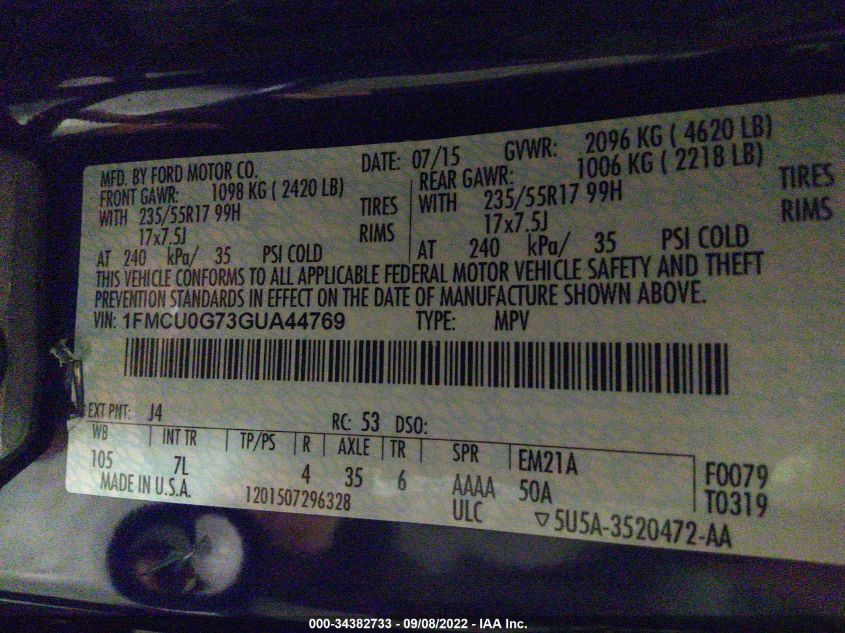 MFD. BY FORD MOTOR CO. DATE: 07/15 GVWR: 2096 KG ( 4620 LB)
FRONT GAWR: 1098 KG ( 2420 LB) REAR GAWR: 1006 KG ( 2218 LB)
WITH 235/55R17 99H TIRES WITH 235/55R17 99H TIRES
17x7.5J RIMS 17x7.5J RIMS
AT 240 kPa/ 35 PSI COLD AT 240 kPa/ 35 PSI COLD
THIS VEHICLE CONFORMS TO ALL APPLICABLE FEDERAL MOTOR VEHICLE SAFETY AND THEFT
PREVENTION STANDARDS IN EFFECT ON THE DATE OF MANUFACTURE SHOWN ABOVE.
VIN: 1FMCU0G73GUA44769 TYPE: MPV
EXT PNT: J4 RC: 53 DSO:
WB INT TR TP/PS R AXLE TR SPR EM21A
105 7L 4 35 6 AAAA 50A F0079
MADE IN U.S.A. 1201507296328 ULC ▽5U5A-3520472-AA T0319
000-34382733 - 09/08/2022 - IAA Inc.